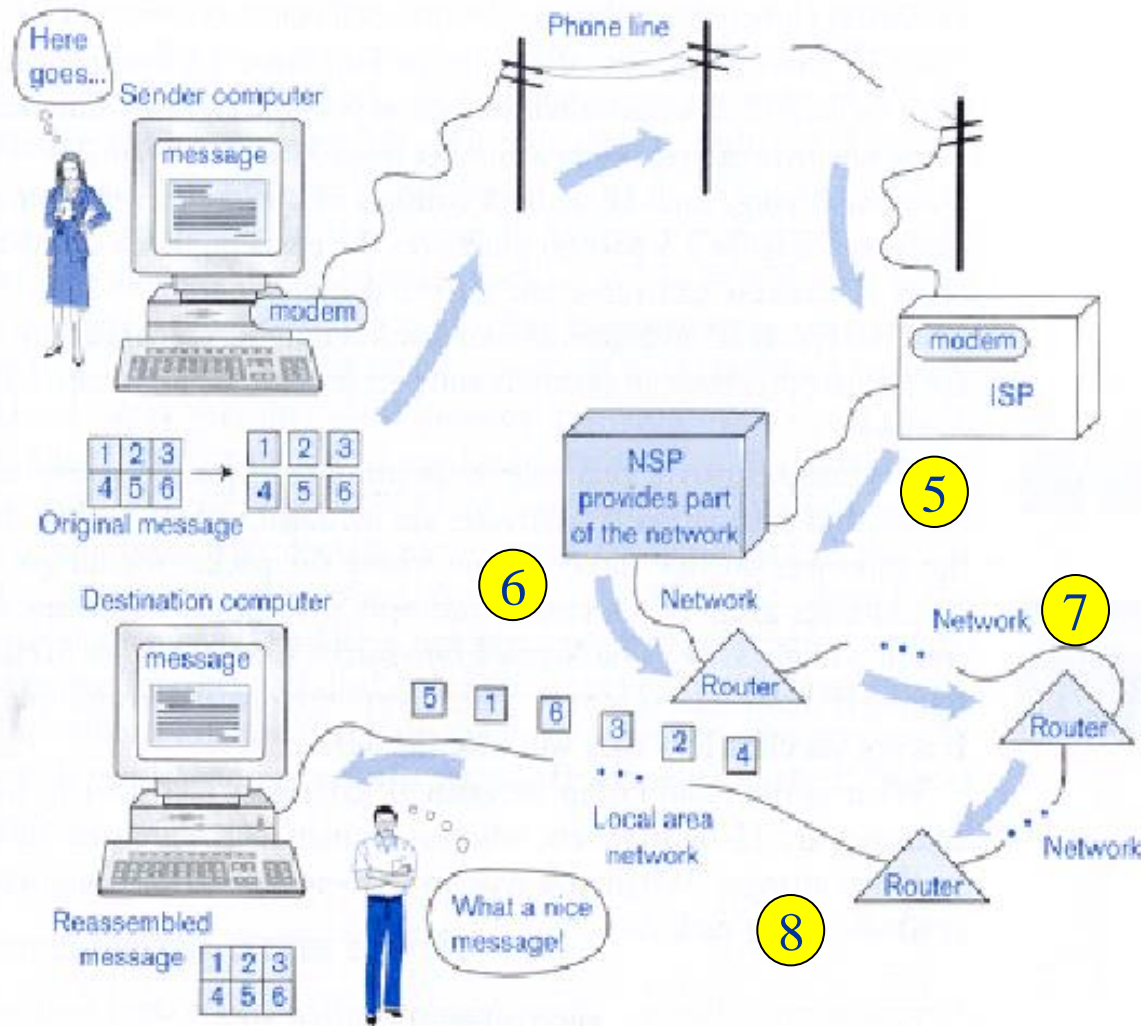 Here
goes...
Sender computer
Phone line
message
modem
modem
ISP
1 2 3
4 5 6
1 2 3
4 5 6
Original message
NSP
provides part
of the network
5
6
Network
Network
7
Router
Router
Destination computer
message
5 1 6 3 2 4
Local area
network
Network
Router
8
What a nice
message!
Reassembled
message
1 2 3
4 5 6